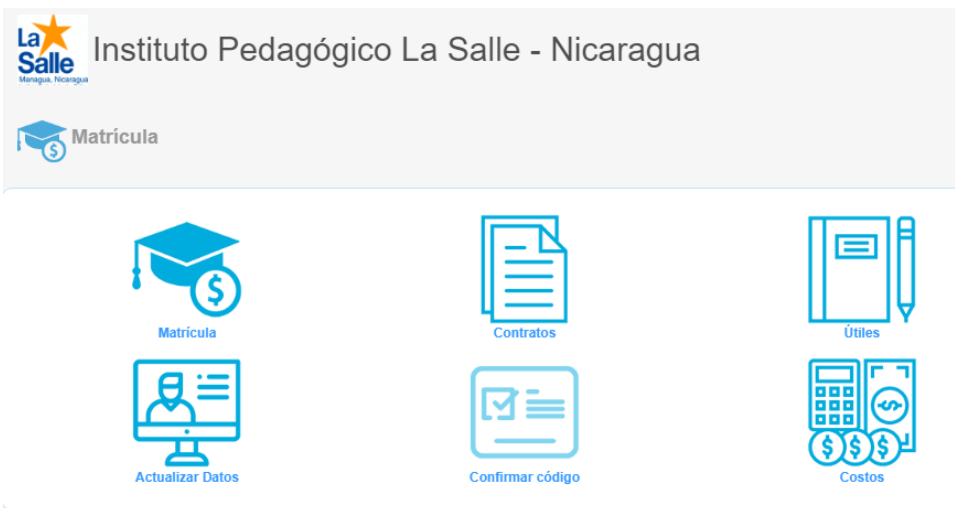 La
Salle
Managua, Nicaragua
Instituto Pedagógico La Salle - Nicaragua
Matrícula
Matrícula
Contratos
Útiles
Actualizar Datos
Confirmar código
Costos